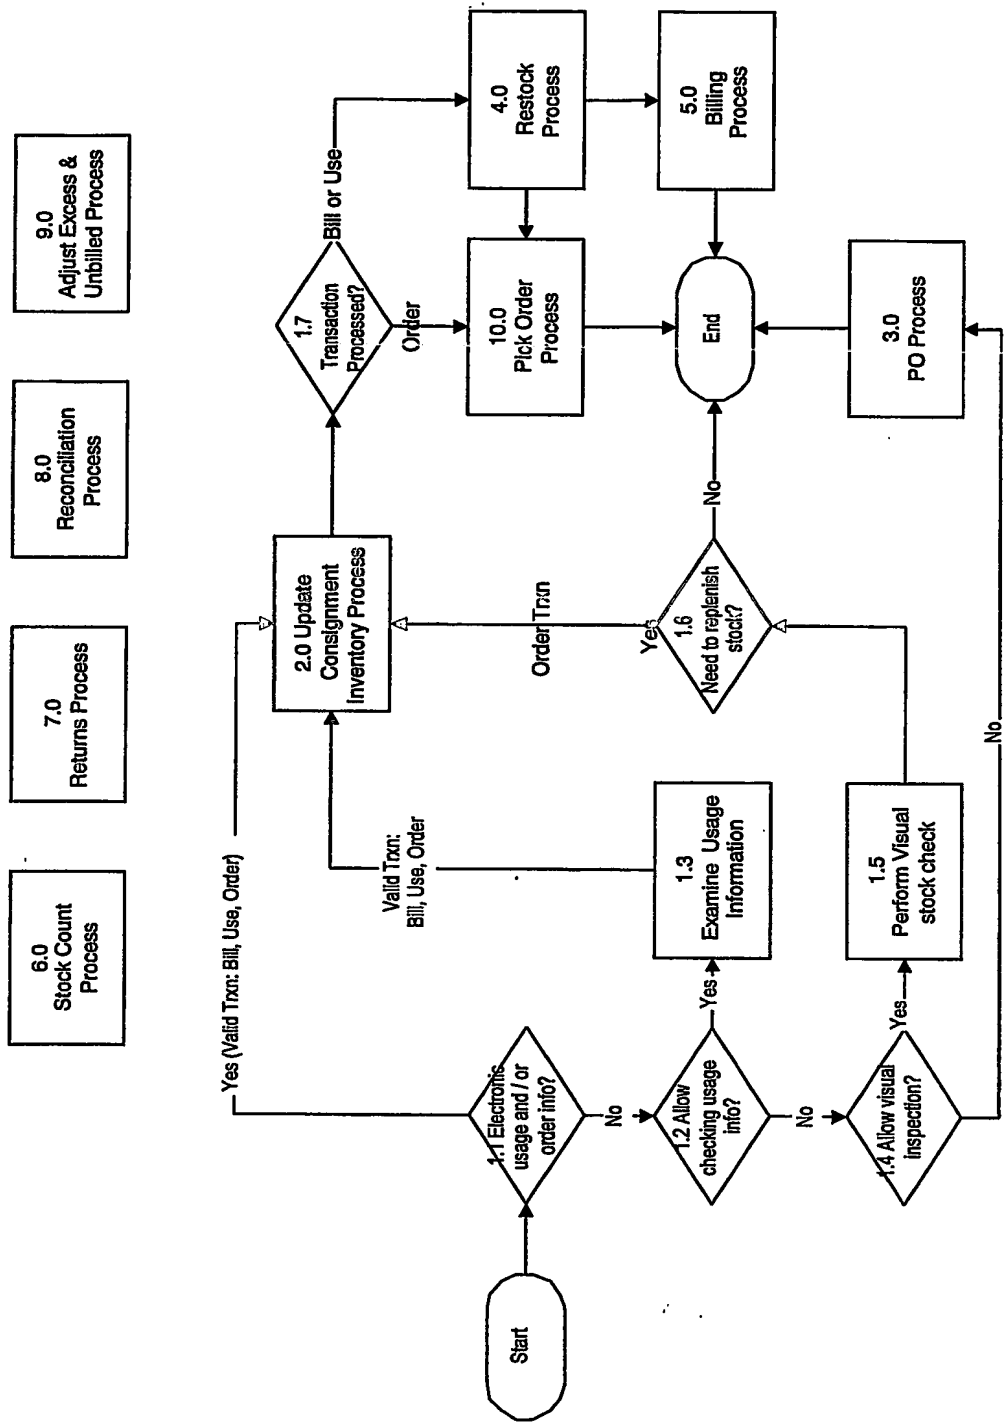 6.0
Stock Count
Process
7.0
Returns Process
8.0
Reconciliation
Process
9.0
Adjust Excess &
Unbilled Process
Yes (Valid Trxn: Bill, Use, Order)
Valid Trxn:
Bill, Use, Order
2.0 Update
Consignment
Inventory Process
1.7
Transaction
Processed?
Bill or Use
Order
Start
1.1 Electronic
usage and / or
order info?
No
1.2 Allow
checking usage
info?
Yes
1.3
Examine Usage
Information
No
1.4 Allow visual
inspection?
Yes
1.5
Perform Visual
stock check
Order Trxn
Yes
1.6
Need to replenish
stock?
No
4.0
Restock
Process
10.0
Pick Order
Process
5.0
Billing
Process
End
3.0
PO Process
No